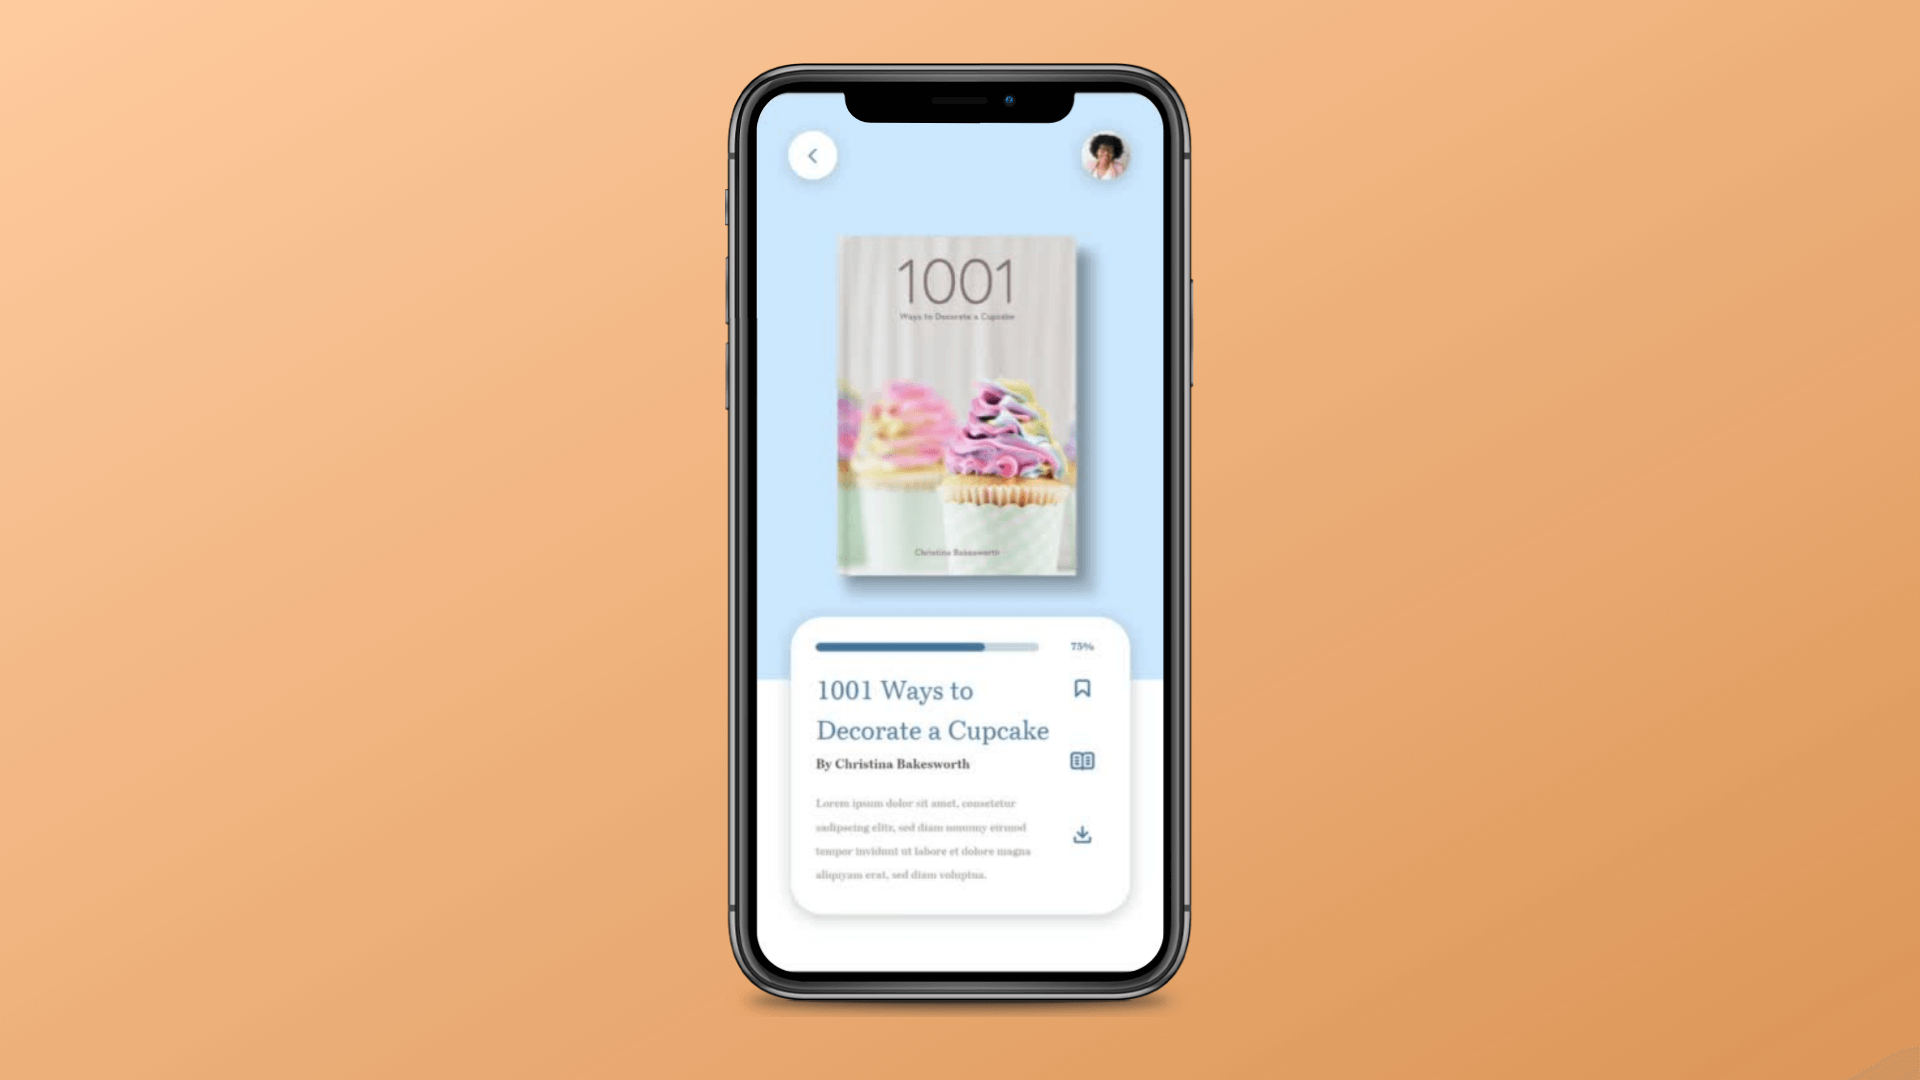 1001
Ways to Decorate a Cupcake
Christina Bakesworth
75%
1001 Ways to
Decorate a Cupcake
By Christina Bakesworth
Lorem ipsum dolor sit amet, consetetur
sadipscing elitr, sed diam nonumy eirmod
tempor invidunt ut labore et dolore magna
aliquyam erat, sed diam voluptua.